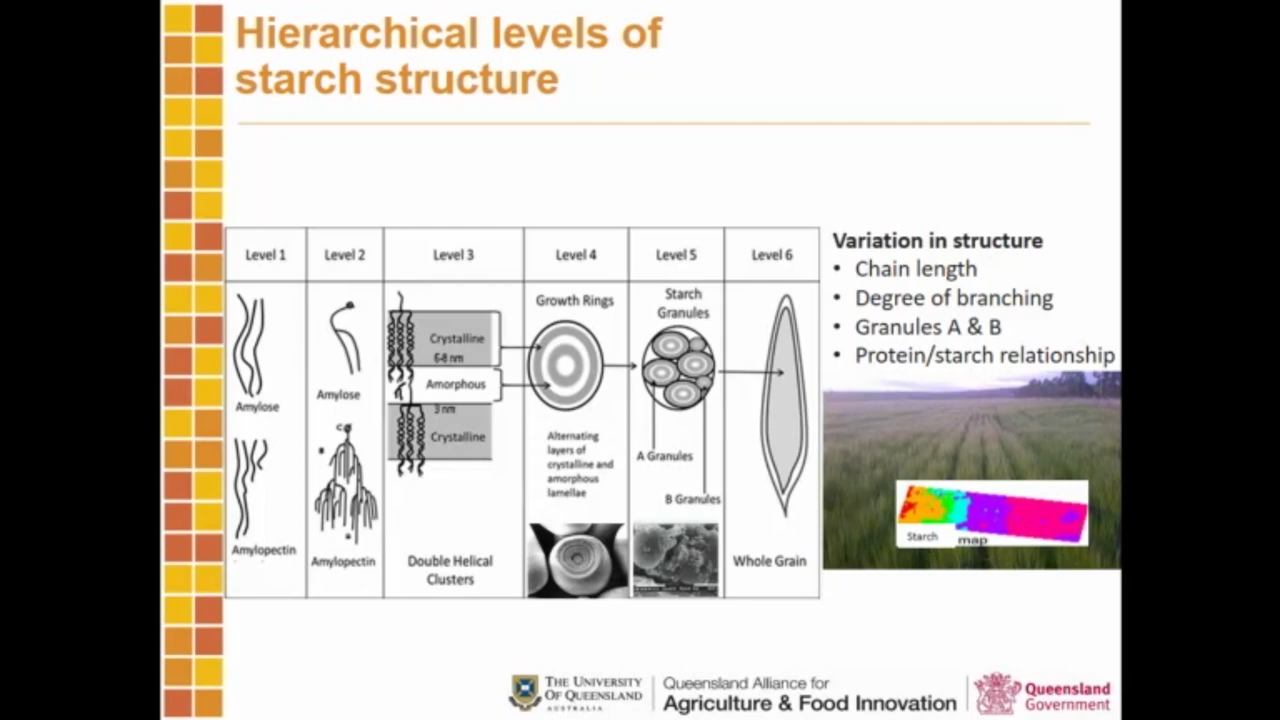 Hierarchical levels of
starch structure
Level 1
Level 2
Level 3
Level 4
Level 5
Level 6
Amylose
Amylopectin
Amylose
Amylopectin
Crystalline
6-8 nm
Amorphous
3 nm
Crystalline
Double Helical
Clusters
Growth Rings
Alternating
layers of
crystalline and
amorphous
lamellae
Starch
Granules
A Granules
B Granules
Whole Grain
Variation in structure
• Chain length
• Degree of branching
• Granules A & B
• Protein/starch relationship
Starch map
THE UNIVERSITY
OF QUEENSLAND
AUSTRALIA
Queensland Alliance for
Agriculture & Food Innovation
Queensland
Government